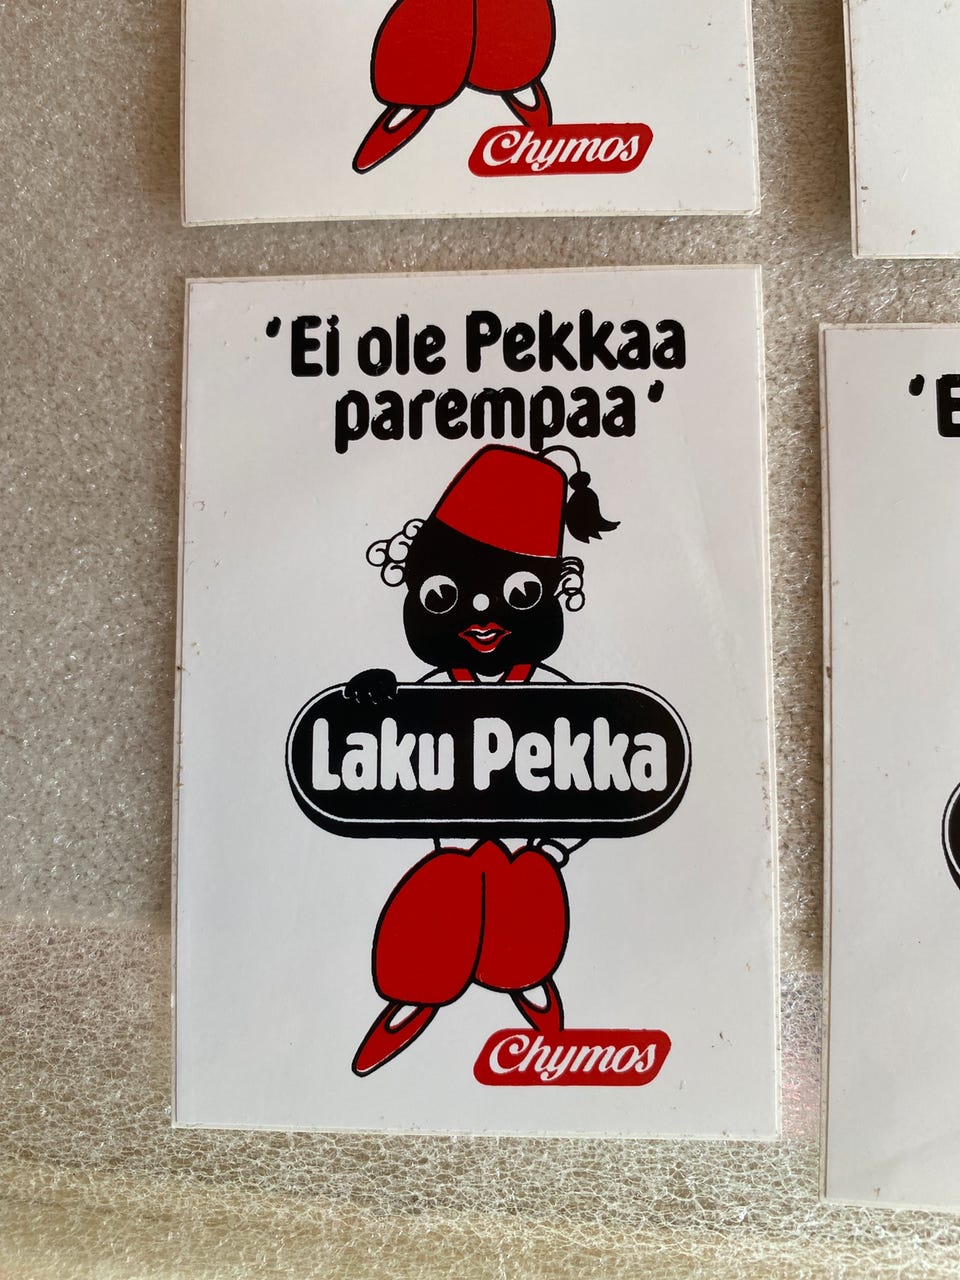 Chymos
'Ei ole Pekkaa
parempaa'
Laku Pekka
Chymos
'E